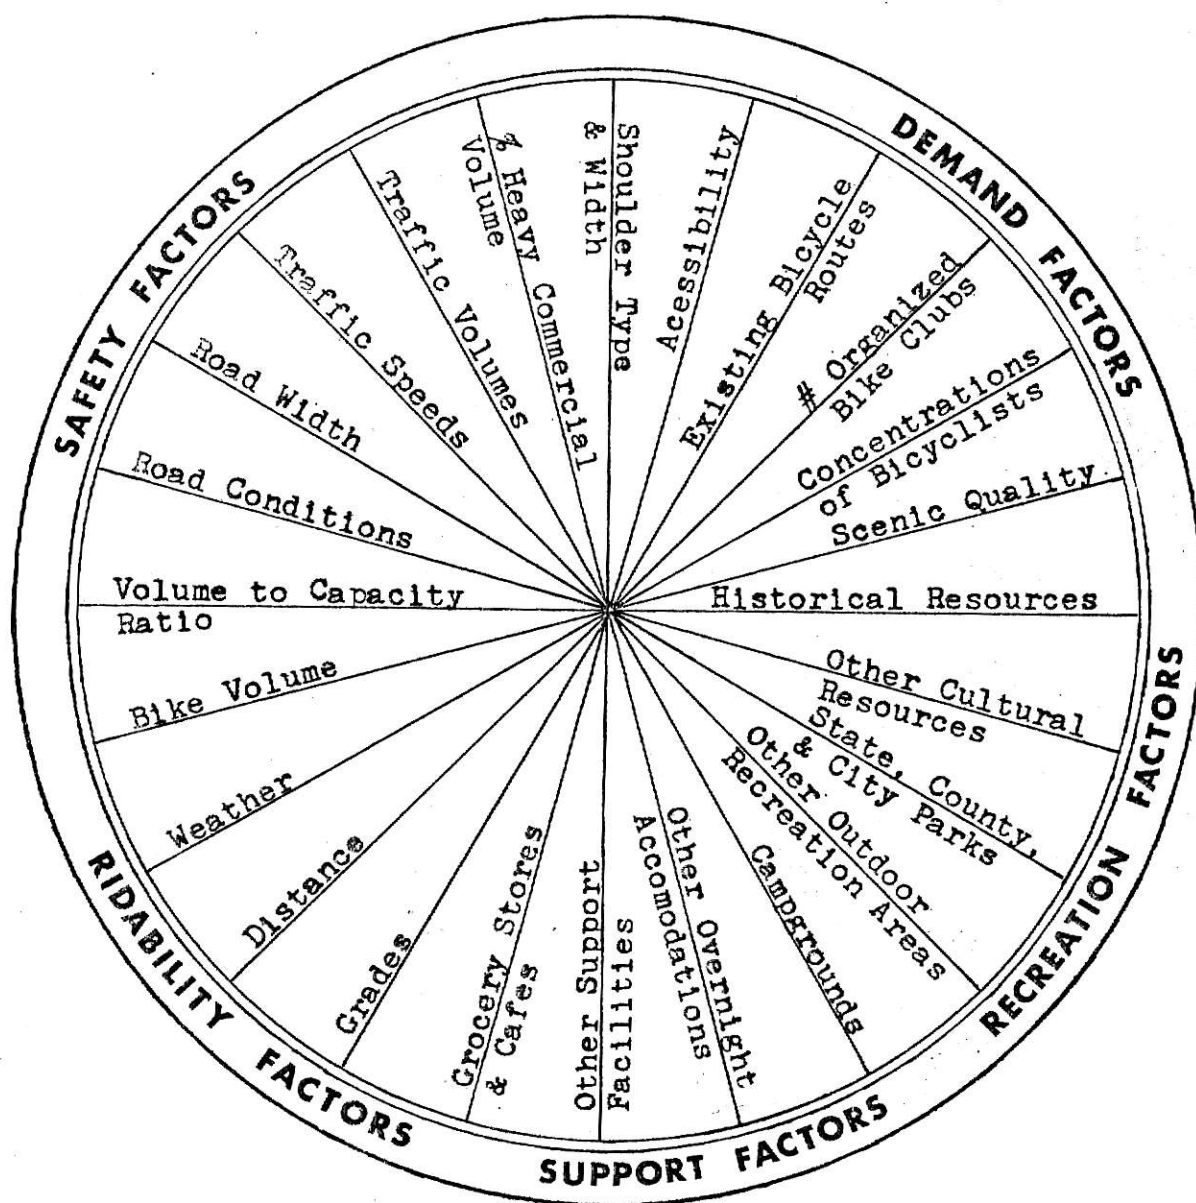 DEMAND FACTORS
Acessibility
Existing Bicycle
Routes
# Organized
Bike Clubs
Concentrations
of Bicyclists
RECREATION FACTORS
Scenic Quality
Historical Resources
Other Cultural
Resources
State, County,
& City Parks
Other Outdoor
Recreation Areas
SUPPORT FACTORS
Campgrounds
Other Overnight
Accomodations
Other Support
Facilities
Grocery Stores
& Cafes
RIDABILITY FACTORS
Grades
Distance
Weather
Bike Volume
SAFETY FACTORS
Volume to Capacity
Ratio
Road Conditions
Road Width
Traffic Speeds
Traffic Volumes
% Heavy Commercial
Volume
Shoulder Type
& Width